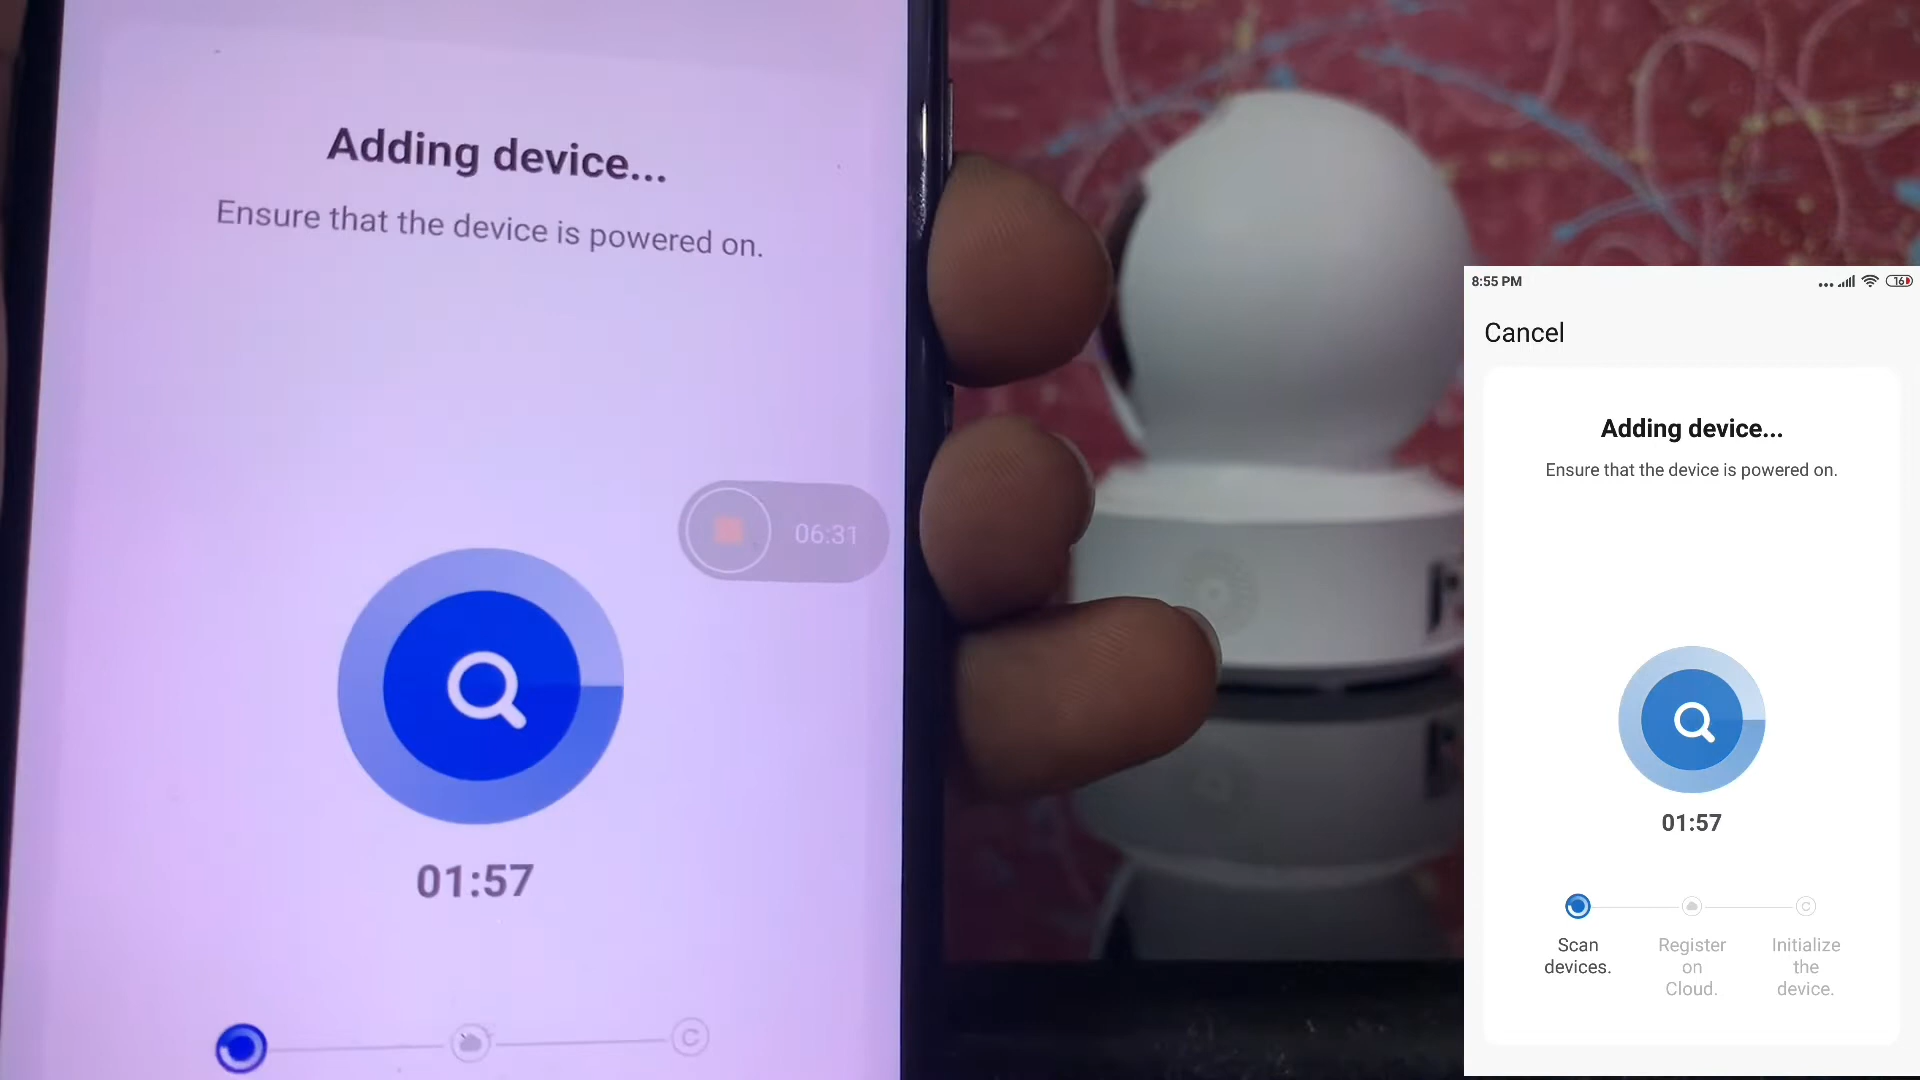 Adding device...
Ensure that the device is powered on.
06:31
01:57
8:55 PM
16
Cancel
Adding device...
Ensure that the device is powered on.
01:57
Scan
devices.
Register
on
Cloud.
Initialize
the
device.